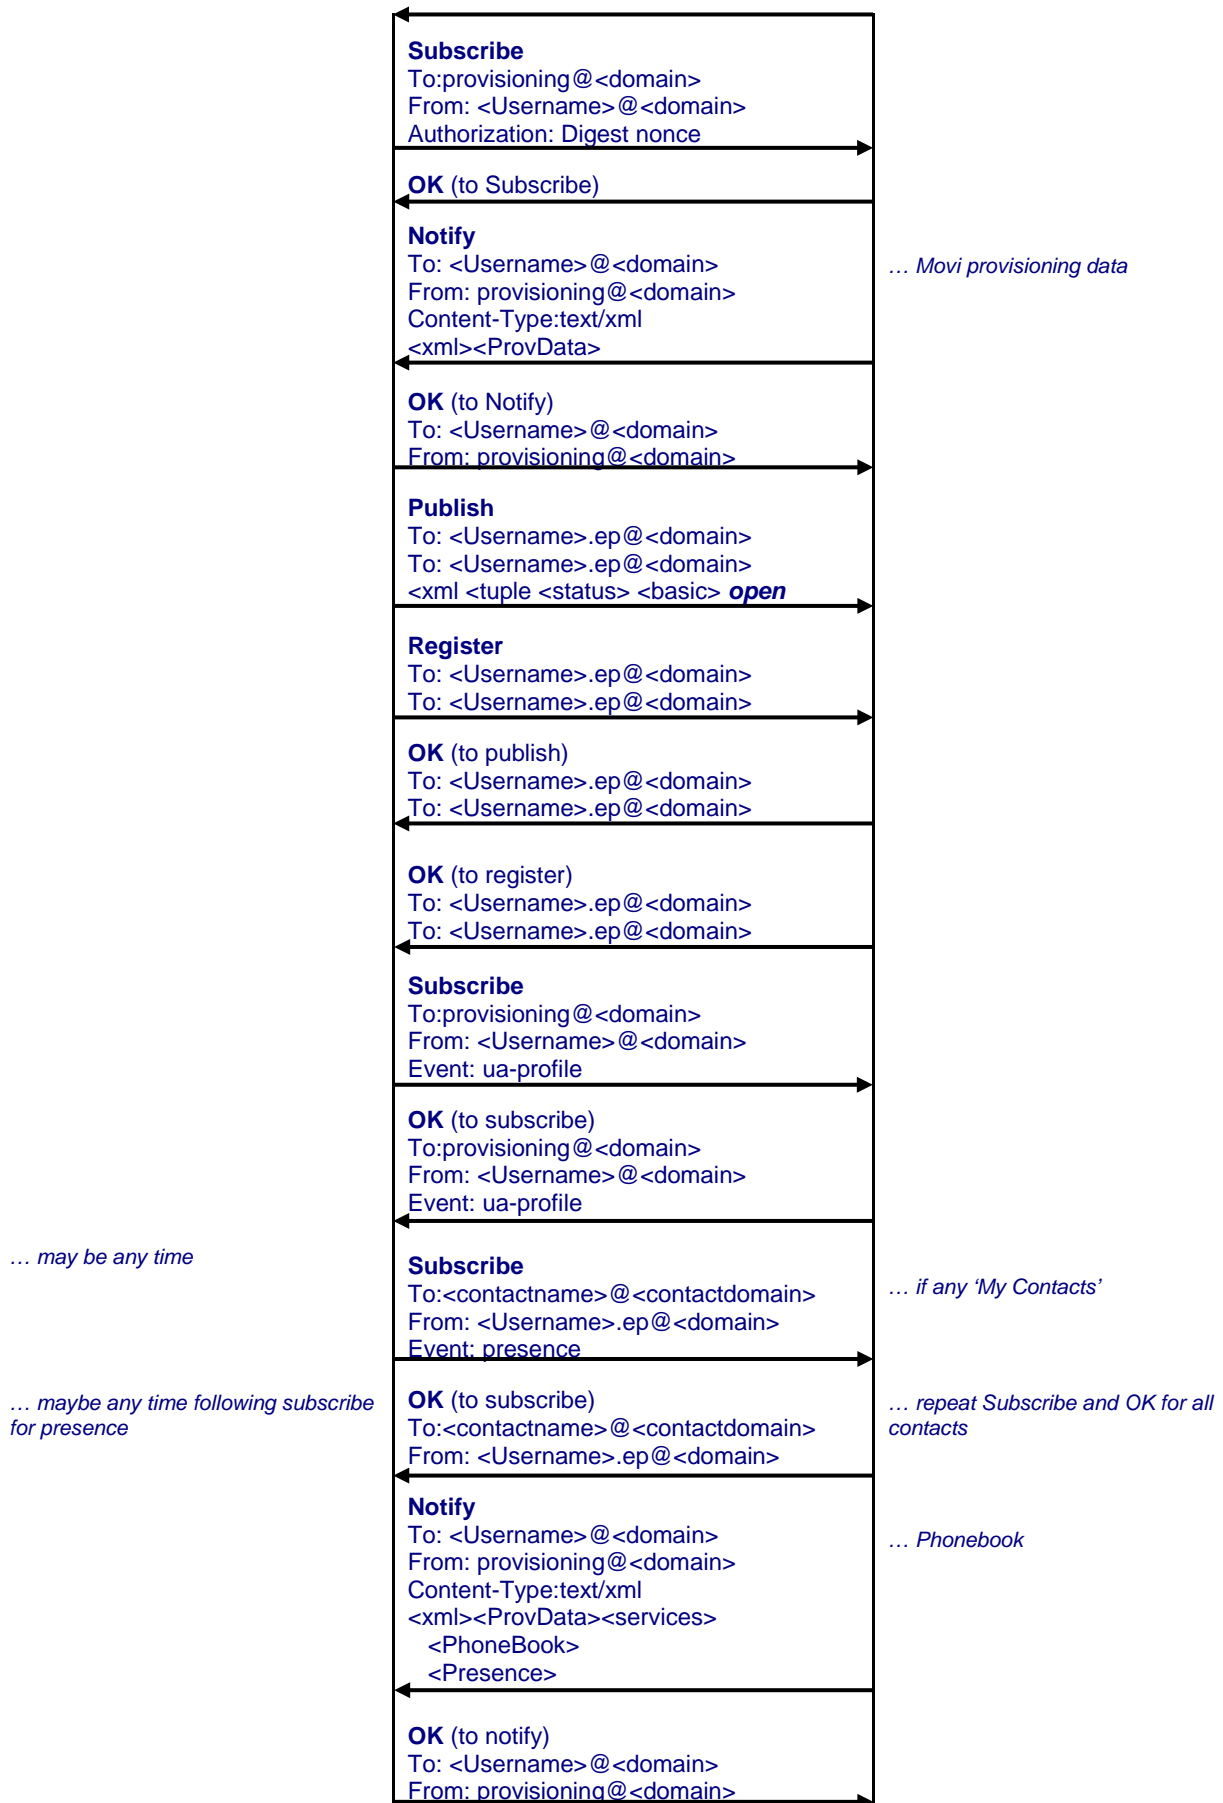 Subscribe
To:provisioning@<domain>
From: <Username>@<domain>
Authorization: Digest nonce
OK (to Subscribe)
Notify
To: <Username>@<domain>
… Movi provisioning data
From: provisioning@<domain>
Content-Type:text/xml
<xml><ProvData>
OK (to Notify)
To: <Username>@<domain>
From: provisioning@<domain>
Publish
To: <Username>.ep@<domain>
To: <Username>.ep@<domain>
<xml <tuple <status> <basic> open
Register
To: <Username>.ep@<domain>
To: <Username>.ep@<domain>
OK (to publish)
To: <Username>.ep@<domain>
To: <Username>.ep@<domain>
OK (to register)
To: <Username>.ep@<domain>
To: <Username>.ep@<domain>
Subscribe
To:provisioning@<domain>
From: <Username>@<domain>
Event: ua-profile
OK (to subscribe)
To:provisioning@<domain>
From: <Username>@<domain>
Event: ua-profile
… may be any time
Subscribe
To:<contactname>@<contactdomain>
… if any ‘My Contacts’
From: <Username>.ep@<domain>
Event: presence
… maybe any time following subscribe
for presence
OK (to subscribe)
To:<contactname>@<contactdomain>
From: <Username>.ep@<domain>
… repeat Subscribe and OK for all
contacts
Notify
To: <Username>@<domain>
… Phonebook
From: provisioning@<domain>
Content-Type:text/xml
<xml><ProvData><services>
<PhoneBook>
<Presence>
OK (to notify)
To: <Username>@<domain>
From: provisioning@<domain>